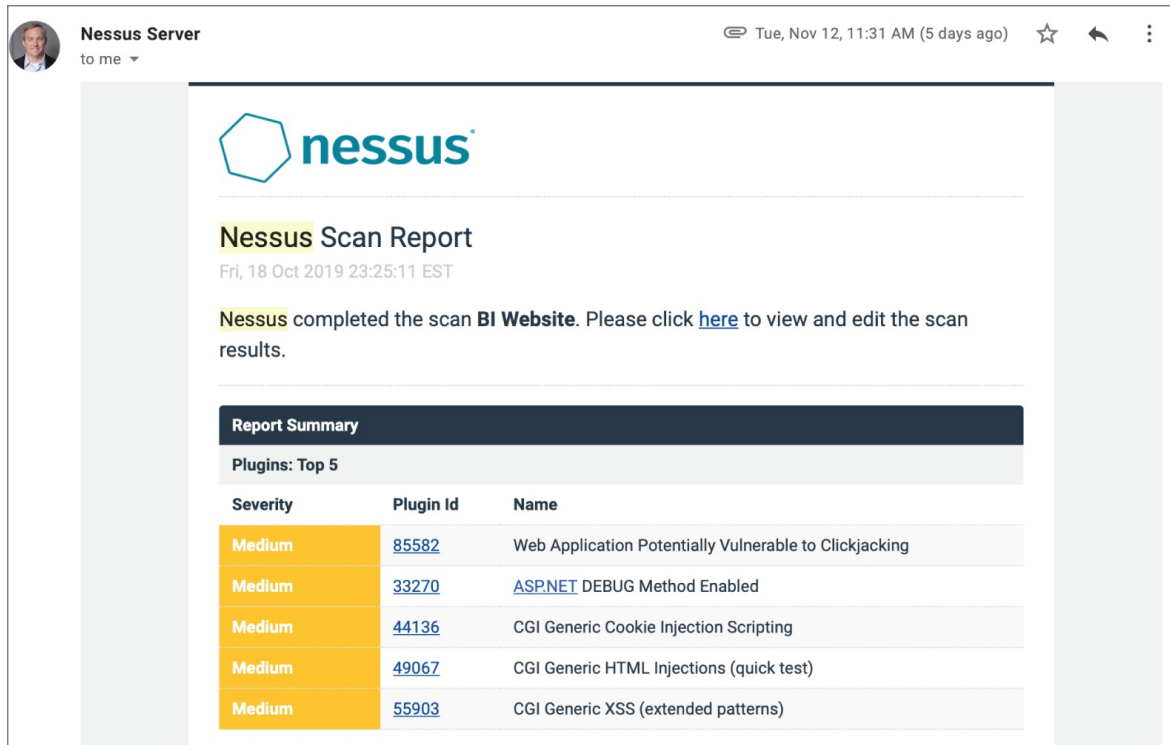 Nessus Server
Tue, Nov 12, 11:31 AM (5 days ago)
to me
nessus
Nessus Scan Report
Fri, 18 Oct 2019 23:25:11 EST
Nessus completed the scan BI Website. Please click here to view and edit the scan
results.
Report Summary
Plugins: Top 5
Severity Plugin Id Name
Medium 85582 Web Application Potentially Vulnerable to Clickjacking
Medium 33270 ASP.NET DEBUG Method Enabled
Medium 44136 CGI Generic Cookie Injection Scripting
Medium 49067 CGI Generic HTML Injections (quick test)
Medium 55903 CGI Generic XSS (extended patterns)